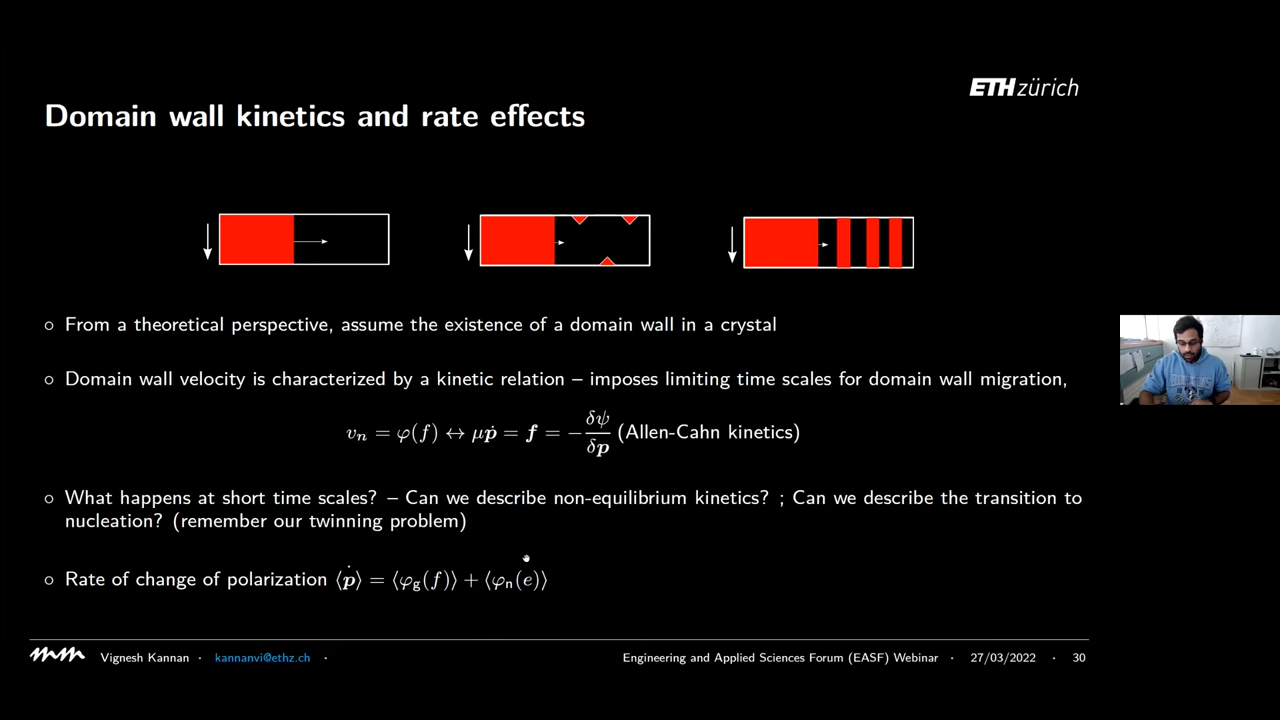 ETH zürich
Domain wall kinetics and rate effects
○ From a theoretical perspective, assume the existence of a domain wall in a crystal
○ Domain wall velocity is characterized by a kinetic relation – imposes limiting time scales for domain wall migration,
vₙ = φ(f) ↔ μṗ = f = −δψ/δp (Allen-Cahn kinetics)
○ What happens at short time scales? – Can we describe non-equilibrium kinetics? ; Can we describe the transition to
nucleation? (remember our twinning problem)
○ Rate of change of polarization ⟨ṗ⟩ = ⟨φ_g(f)⟩ + ⟨φ_n(e)⟩
Vignesh Kannan · kannanvi@ethz.ch · Engineering and Applied Sciences Forum (EASF) Webinar · 27/03/2022 · 30